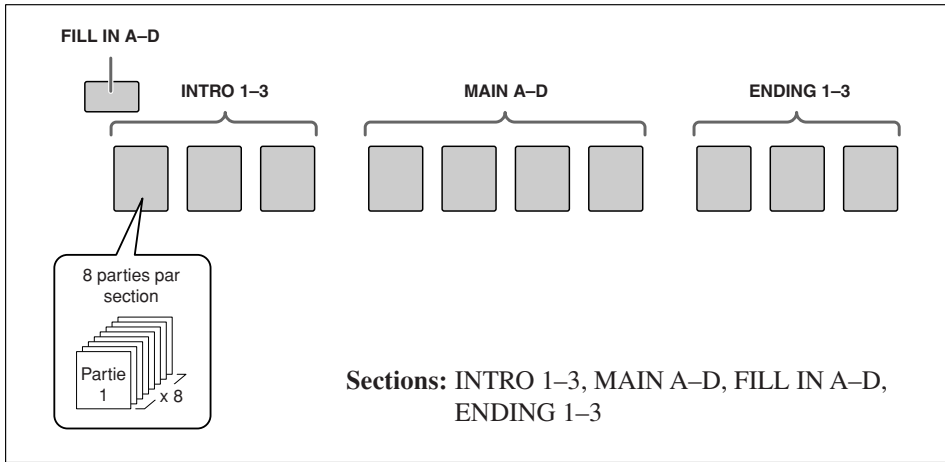 FILL IN A–D
INTRO 1–3
MAIN A–D
ENDING 1–3
8 parties par
section
Partie
1
x 8
Sections: INTRO 1–3, MAIN A–D, FILL IN A–D,
ENDING 1–3